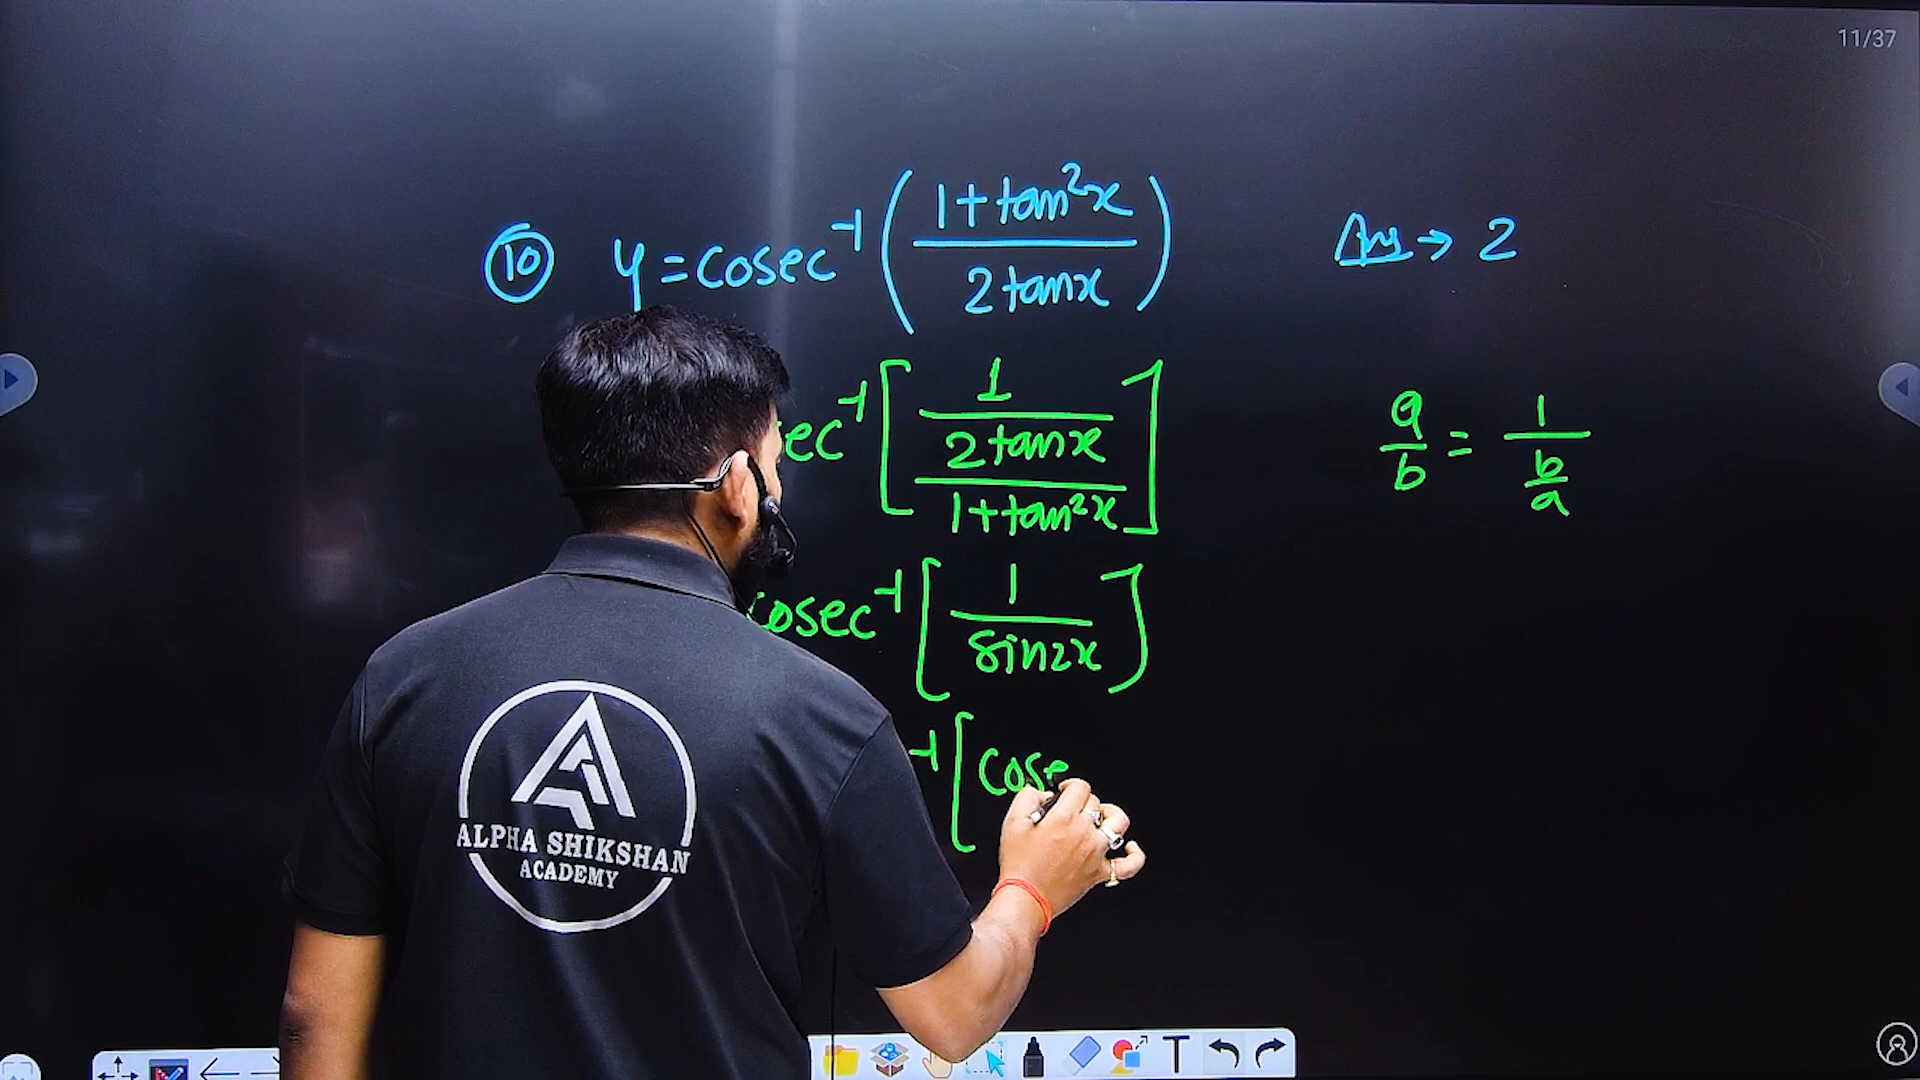 11/37
⑩ y = cosec⁻¹ ( (1+tan²x) / (2tanx) )
Ans → 2
ec⁻¹ [ 1 / ( (2tanx) / (1+tan²x) ) ]
a/b = 1 / (b/a)
cosec⁻¹ [ 1 / sin2x ]
⁻¹ [ cose
ALPHA SHIKSHAN
ACADEMY
T